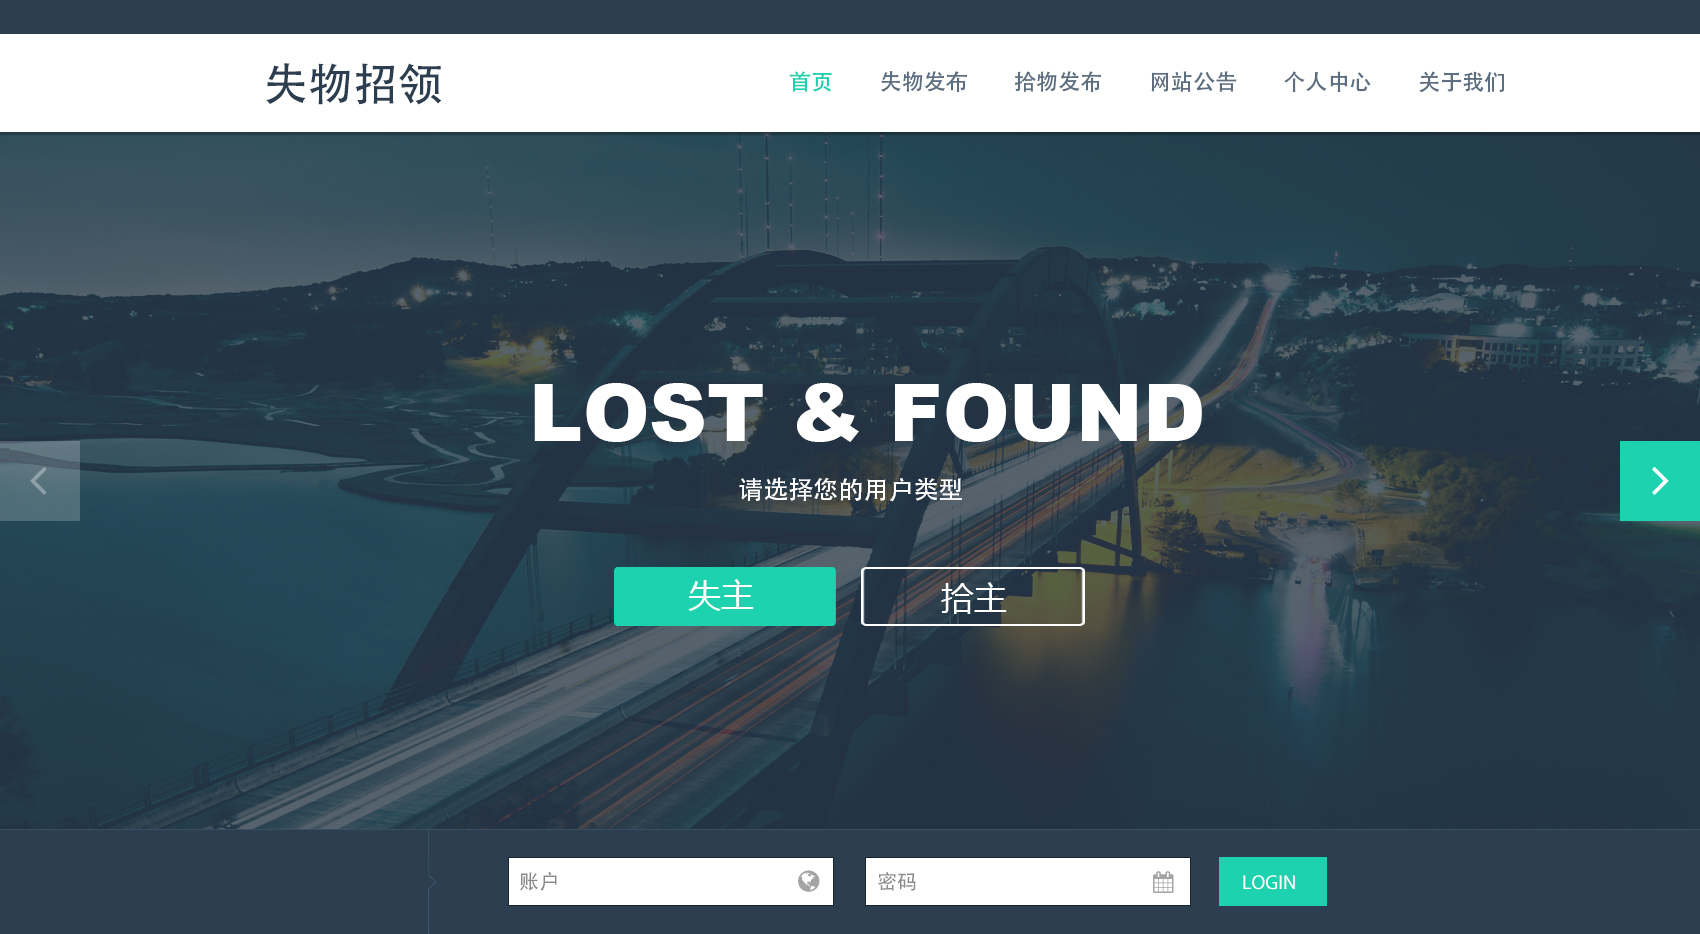 失物招领
首页 失物发布 拾物发布 网站公告 个人中心 关于我们
LOST & FOUND
请选择您的用户类型
失主 拾主
账户 密码 LOGIN